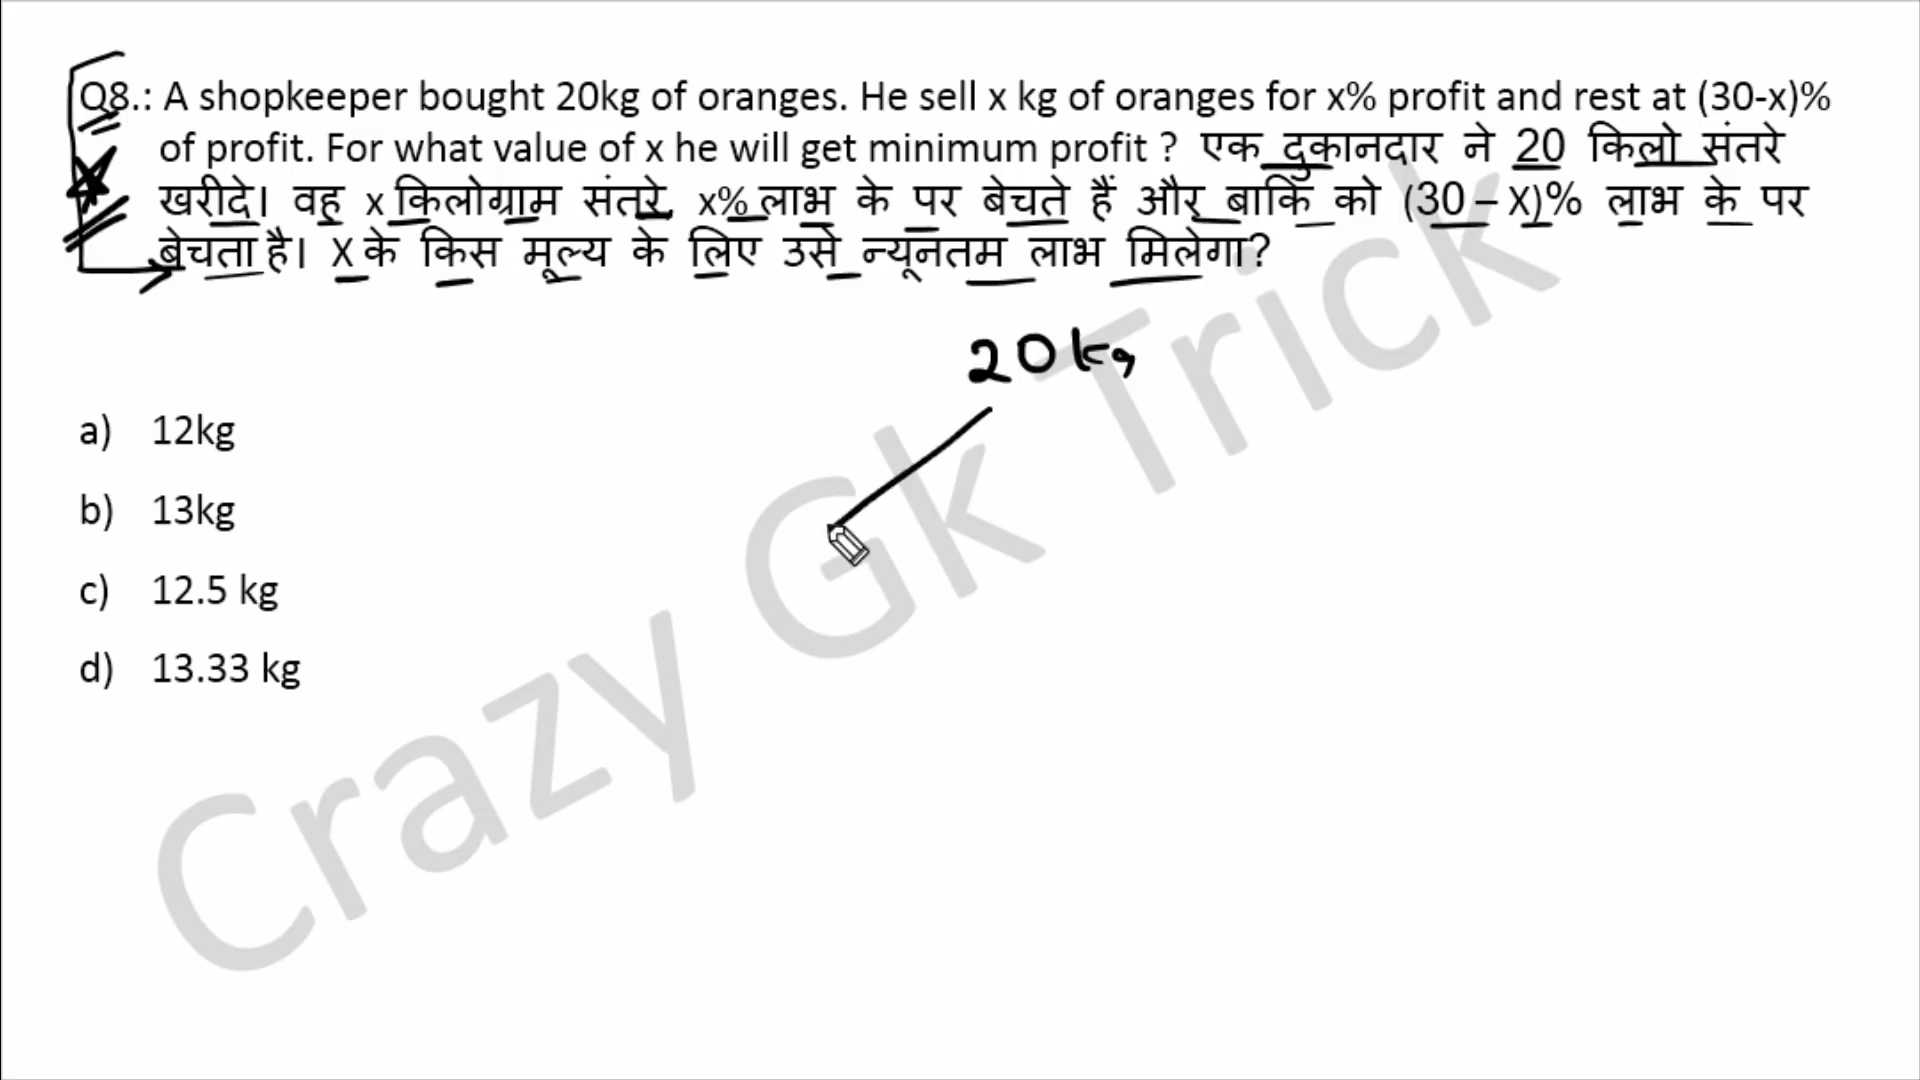 Q8.: A shopkeeper bought 20kg of oranges. He sell x kg of oranges for x% profit and rest at (30-x)%
of profit. For what value of x he will get minimum profit ? एक दुकानदार ने 20 किलो संतरे
खरीदे। वह x किलोग्राम संतरे, x% लाभ के पर बेचते हैं और बाकि को (30 – X)% लाभ के पर
बेचता है। X के किस मूल्य के लिए उसे न्यूनतम लाभ मिलेगा?
20kg
a) 12kg
b) 13kg
c) 12.5 kg
d) 13.33 kg
Crazy Gk Trick